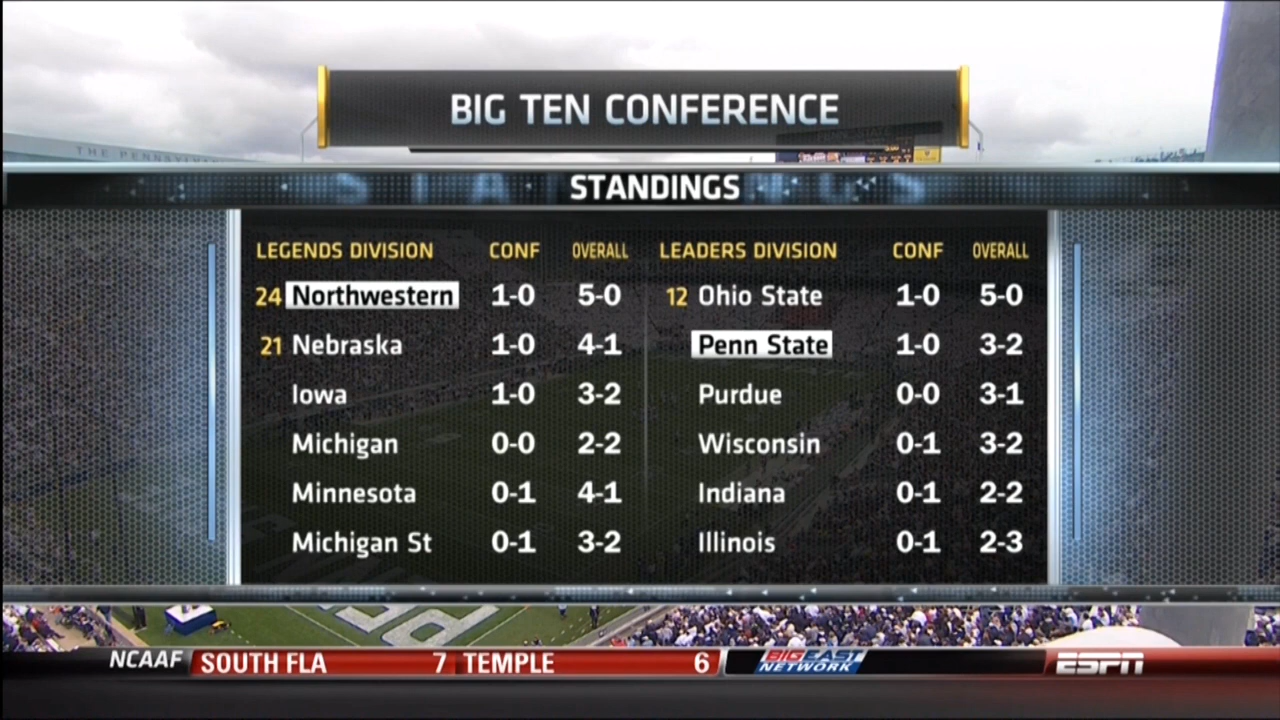 BIG TEN CONFERENCE
STANDINGS
LEGENDS DIVISION CONF OVERALL LEADERS DIVISION CONF OVERALL
24 Northwestern 1-0 5-0 12 Ohio State 1-0 5-0
21 Nebraska 1-0 4-1 Penn State 1-0 3-2
Iowa 1-0 3-2 Purdue 0-0 3-1
Michigan 0-0 2-2 Wisconsin 0-1 3-2
Minnesota 0-1 4-1 Indiana 0-1 2-2
Michigan St 0-1 3-2 Illinois 0-1 2-3
NCAAF SOUTH FLA 7 TEMPLE 6 BIG EAST NETWORK ESPN